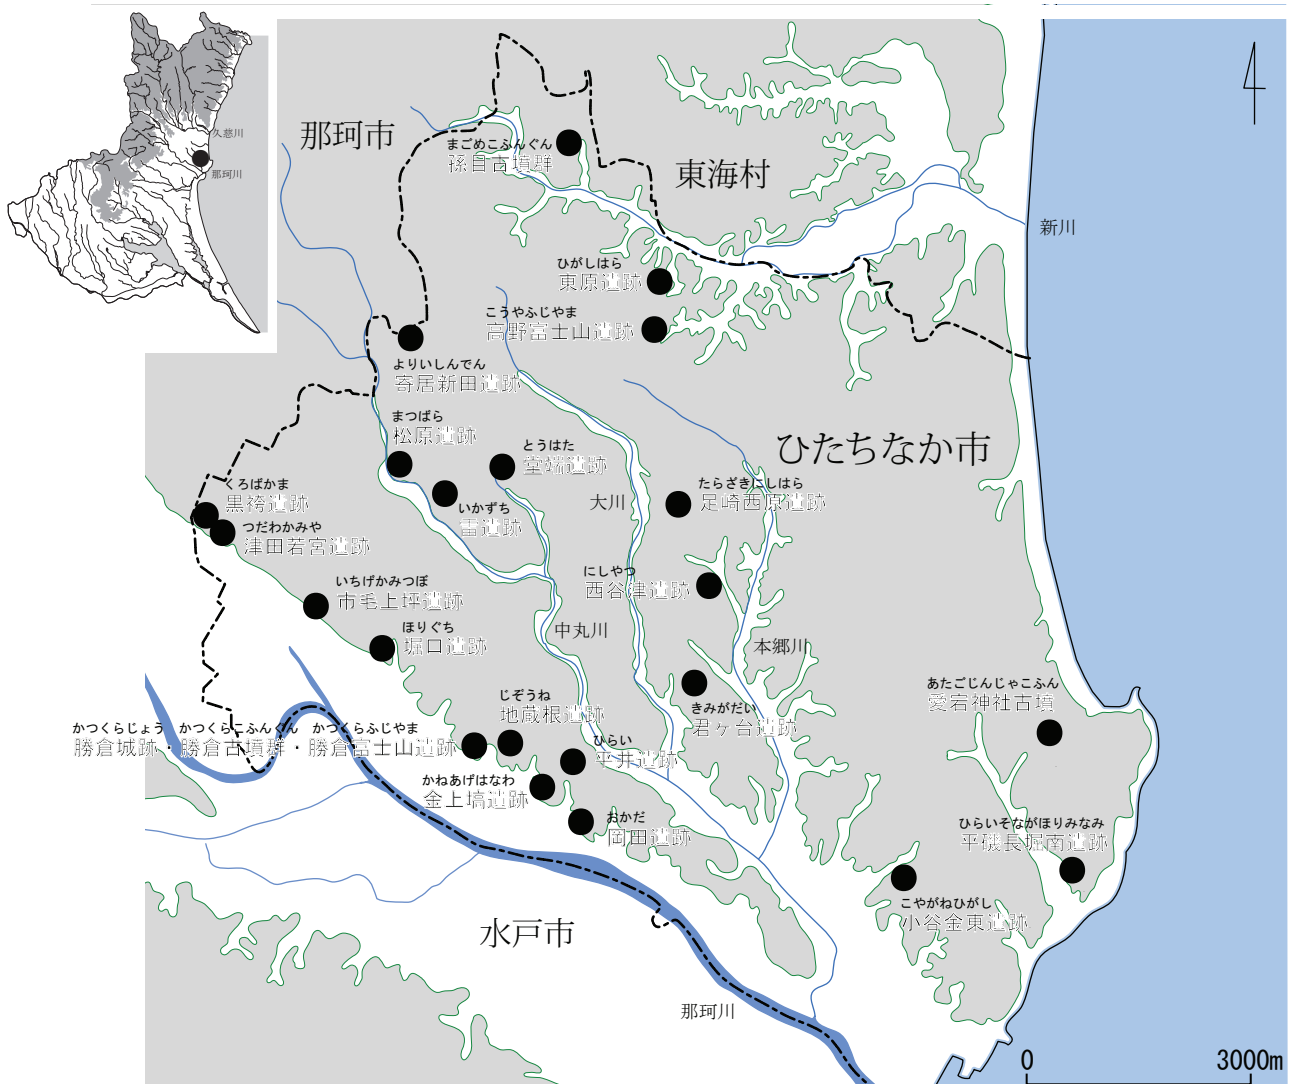 久慈川
那珂川
那珂市
まごめこふんぐん
孫目古墳群
東海村
新川
ひがしはら
東原遺跡
こうやふじやま
高野富士山遺跡
よりいしんでん
寄居新田遺跡
まつばら
松原遺跡
とうはた
堂端遺跡
ひたちなか市
くろばかま
黒袴遺跡
いかずち
雷遺跡
大川
たらざきにしはら
足崎西原遺跡
つだわかみや
津田若宮遺跡
にしやつ
西谷津遺跡
いちげかみつぼ
市毛上坪遺跡
ほりぐち
堀口遺跡
中丸川
本郷川
あたごじんじゃこふん
愛宕神社古墳
じぞうね
地蔵根遺跡
きみがだい
君ヶ台遺跡
かつくらじょう かつくらこふんぐん かつくらふじやま
勝倉城跡・勝倉古墳群・勝倉富士山遺跡
ひらい
平井遺跡
かねあげはなわ
金上塙遺跡
おかだ
岡田遺跡
ひらいそながほりみなみ
平磯長堀南遺跡
こやがねひがし
小谷金東遺跡
水戸市
那珂川
0 3000m